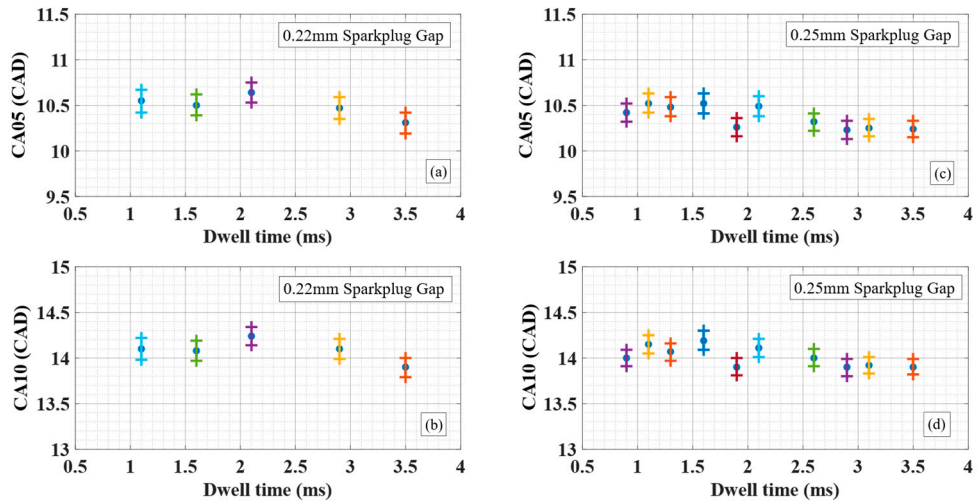 11.5
11
10.5
10
9.5
CA05 (CAD)
0.22mm Sparkplug Gap
(a)
0.5 1 1.5 2 2.5 3 3.5 4
Dwell time (ms)
11.5
11
10.5
10
9.5
CA05 (CAD)
0.25mm Sparkplug Gap
(c)
0.5 1 1.5 2 2.5 3 3.5 4
Dwell time (ms)
15
14.5
14
13.5
13
CA10 (CAD)
0.22mm Sparkplug Gap
(b)
0.5 1 1.5 2 2.5 3 3.5 4
Dwell time (ms)
15
14.5
14
13.5
13
CA10 (CAD)
0.25mm Sparkplug Gap
(d)
0.5 1 1.5 2 2.5 3 3.5 4
Dwell time (ms)